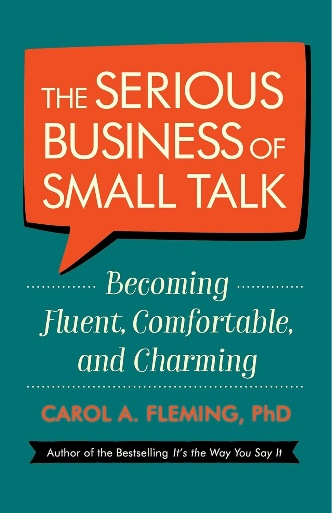 THE SERIOUS
BUSINESS OF
SMALL TALK
Becoming
Fluent, Comfortable,
and Charming
CAROL A. FLEMING, PhD
Author of the Bestselling It's the Way You Say It